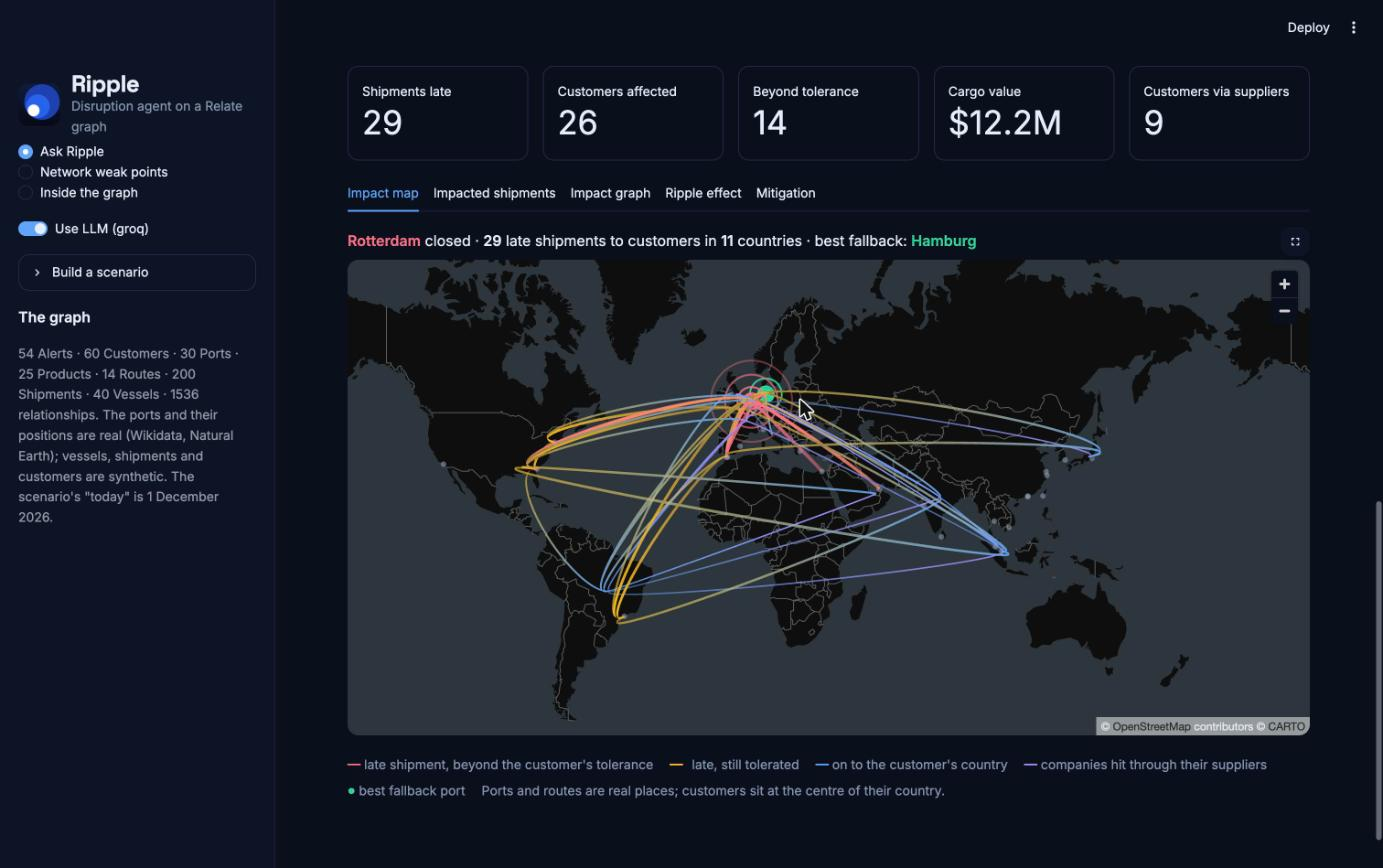 Deploy
Ripple
Disruption agent on a Relate
graph
Ask Ripple
Network weak points
Inside the graph
Use LLM (groq)
Build a scenario
The graph
54 Alerts · 60 Customers · 30 Ports ·
25 Products · 14 Routes · 200
Shipments · 40 Vessels · 1536
relationships. The ports and their
positions are real (Wikidata, Natural
Earth); vessels, shipments and
customers are synthetic. The
scenario's "today" is 1 December
2026.
Shipments late
29
Customers affected
26
Beyond tolerance
14
Cargo value
$12.2M
Customers via suppliers
9
Impact map Impacted shipments Impact graph Ripple effect Mitigation
Rotterdam closed · 29 late shipments to customers in 11 countries · best fallback: Hamburg
© OpenStreetMap contributors © CARTO
late shipment, beyond the customer's tolerance late, still tolerated on to the customer's country companies hit through their suppliers
best fallback port Ports and routes are real places; customers sit at the centre of their country.